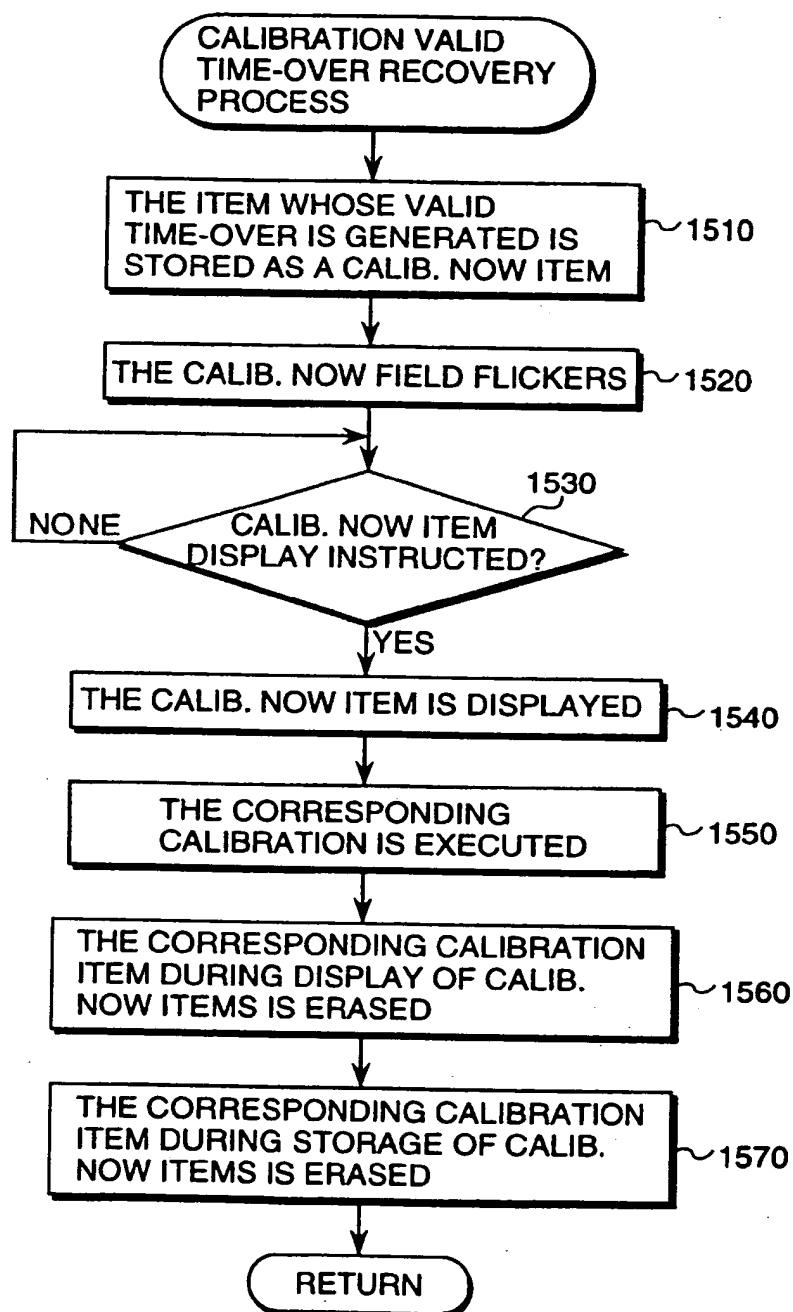 CALIBRATION VALID
TIME-OVER RECOVERY
PROCESS
THE ITEM WHOSE VALID
TIME-OVER IS GENERATED IS
STORED AS A CALIB. NOW ITEM
1510
THE CALIB. NOW FIELD FLICKERS
1520
1530
NONE
CALIB. NOW ITEM
DISPLAY INSTRUCTED?
YES
THE CALIB. NOW ITEM IS DISPLAYED
1540
THE CORRESPONDING
CALIBRATION IS EXECUTED
1550
THE CORRESPONDING CALIBRATION
ITEM DURING DISPLAY OF CALIB.
NOW ITEMS IS ERASED
1560
THE CORRESPONDING CALIBRATION
ITEM DURING STORAGE OF CALIB.
NOW ITEMS IS ERASED
1570
RETURN